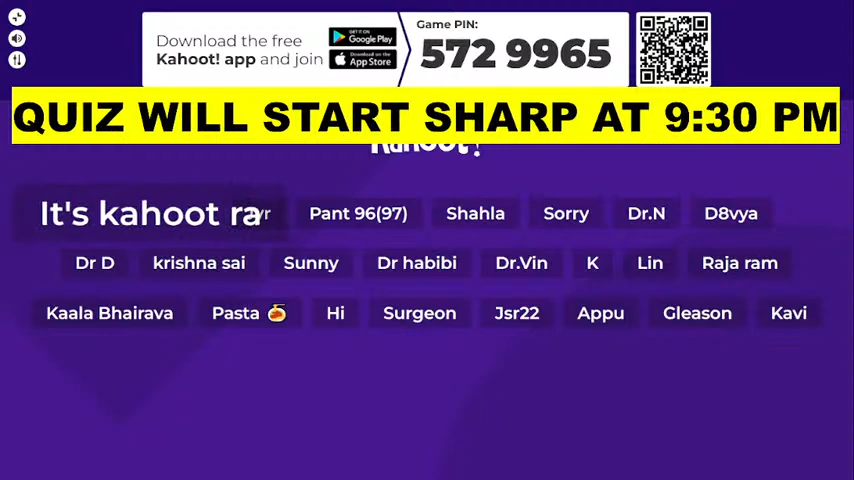 Download the free
Kahoot! app and join
GET IT ON
Google Play
Download on the
App Store
Game PIN:
572 9965
QUIZ WILL START SHARP AT 9:30 PM
Kahoot!
It's kahoot ra Pant 96(97) Shahla Sorry Dr.N D8vya
Dr D krishna sai Sunny Dr habibi Dr.Vin K Lin Raja ram
Kaala Bhairava Pasta Hi Surgeon Jsr22 Appu Gleason Kavi